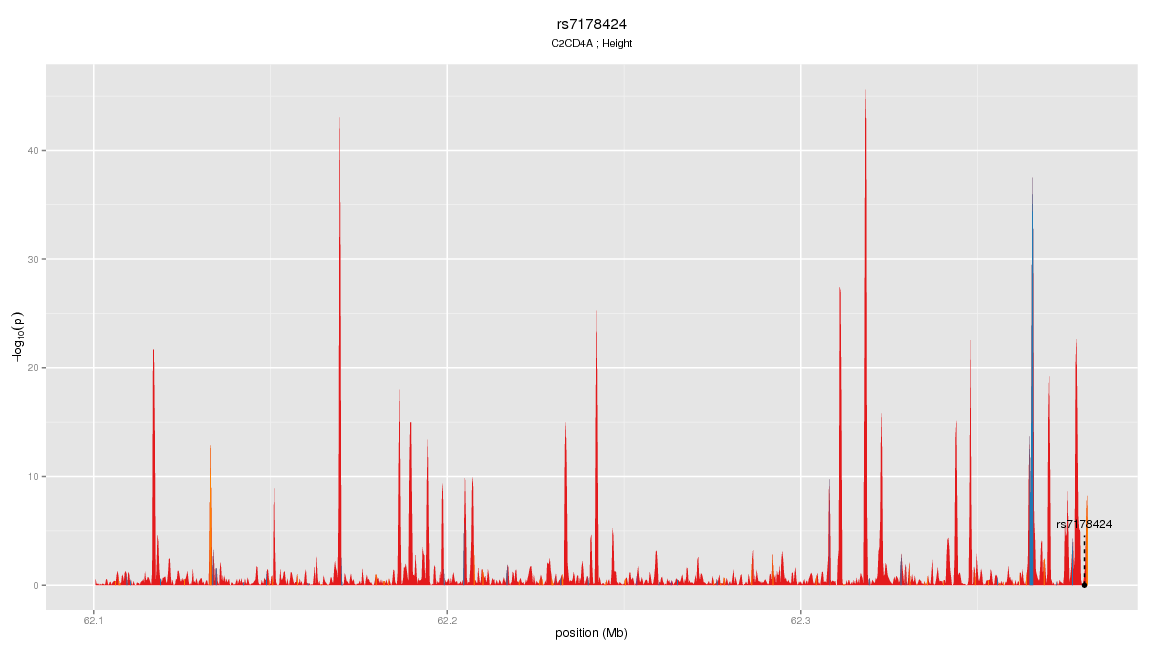 rs7178424
C2CD4A ; Height
−log10(p)
40
30
20
10
0
rs7178424
62.1
62.2
62.3
position (Mb)